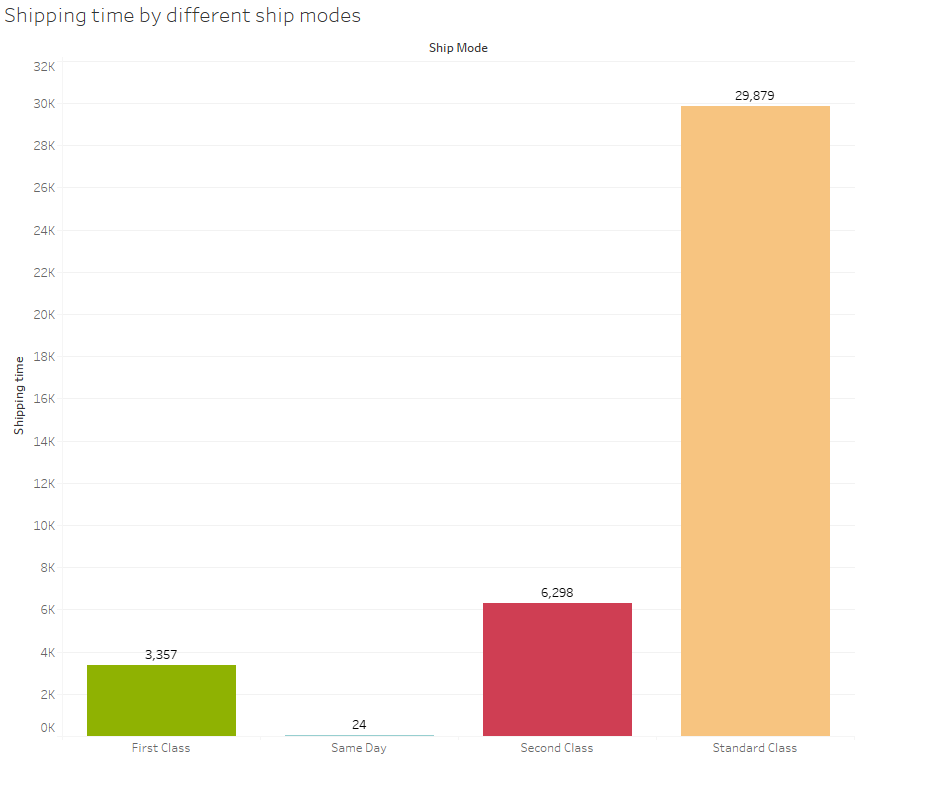 Shipping time by different ship modes
Ship Mode
32K
30K
28K
26K
24K
22K
20K
18K
16K
14K
12K
10K
8K
6K
4K
2K
0K
Shipping time
29,879
6,298
3,357
24
First Class
Same Day
Second Class
Standard Class